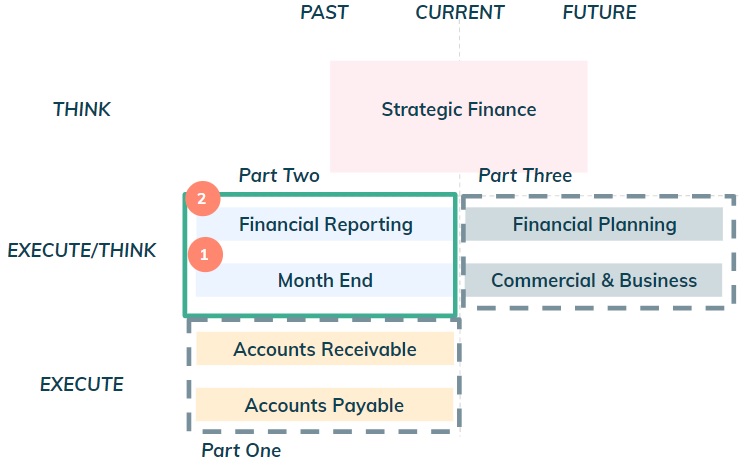 PAST CURRENT FUTURE
THINK
Strategic Finance
Part Two Part Three
2
Financial Reporting Financial Planning
EXECUTE/THINK
1
Month End Commercial & Business
Accounts Receivable
EXECUTE
Accounts Payable
Part One